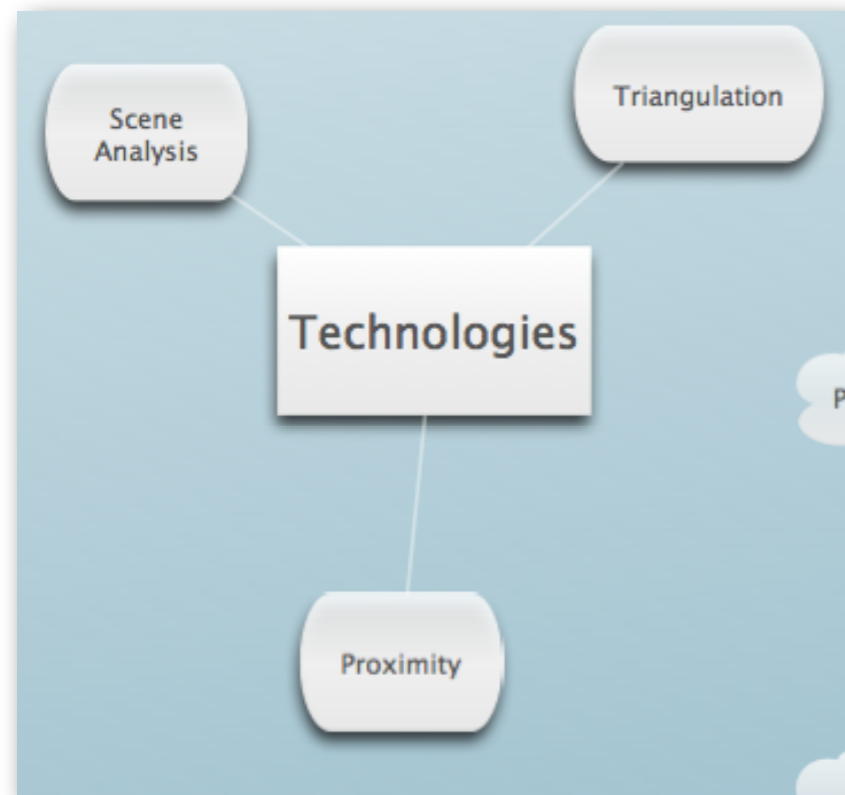 Scene
Analysis
Triangulation
Technologies
P
Proximity